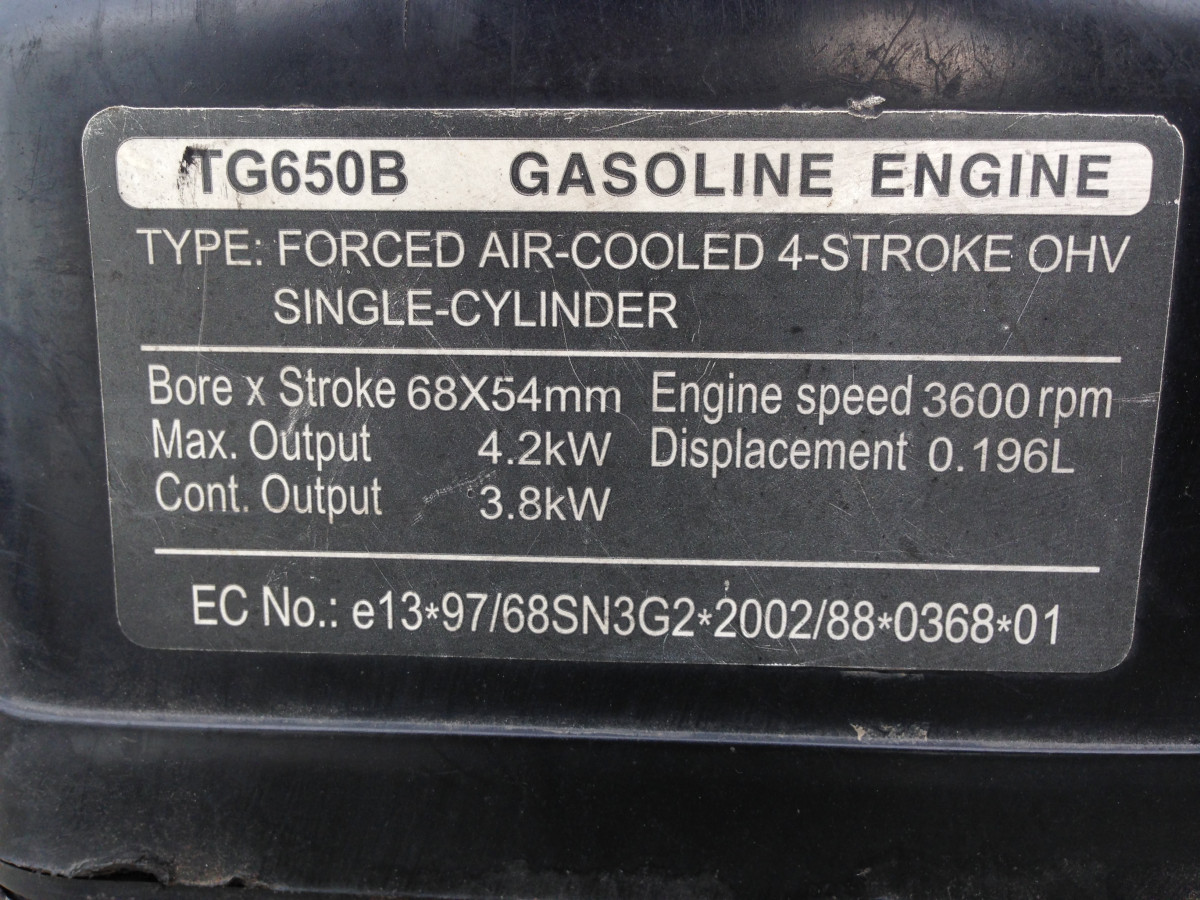 TG650B GASOLINE ENGINE
TYPE: FORCED AIR-COOLED 4-STROKE OHV
SINGLE-CYLINDER
Bore x Stroke 68X54mm Engine speed 3600 rpm
Max. Output 4.2kW Displacement 0.196L
Cont. Output 3.8kW
EC No.: e13*97/68SN3G2*2002/88*0368*01